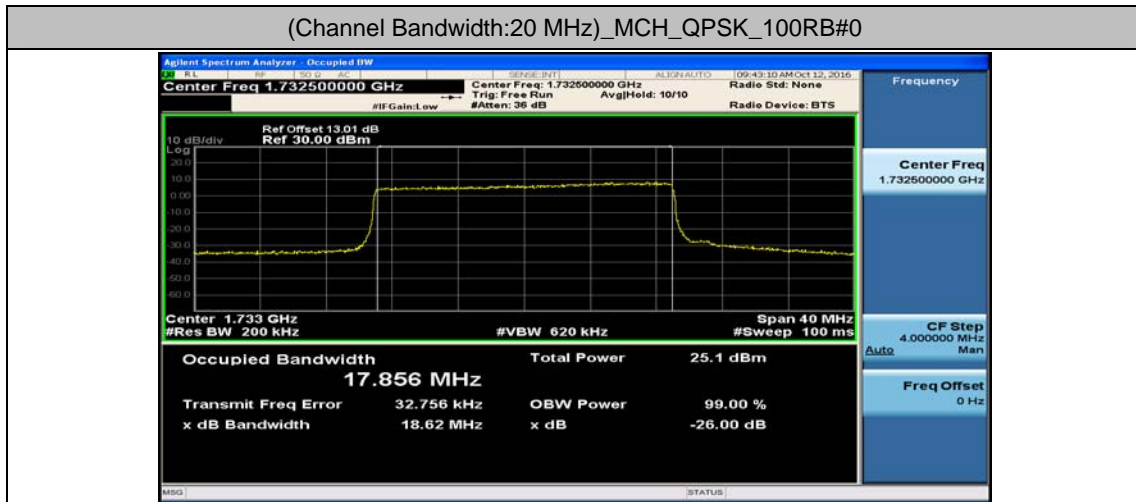 (Channel Bandwidth:20 MHz)_MCH_QPSK_100RB#0
Agilent Spectrum Analyzer - Occupied BW
RL RF 50 Ω AC SENSE:INT ALIGN AUTO 09:43:10 AM Oct 12, 2016
Center Freq 1.732500000 GHz
Center Freq: 1.732500000 GHz
Radio Std: None
Trig: Free Run Avg|Hold: 10/10
#IFGain:Low #Atten: 36 dB Radio Device: BTS
Ref Offset 13.01 dB
10 dB/div Ref 30.00 dBm
Log
20.0
10.0
0.00
-10.0
-20.0
-30.0
-40.0
-50.0
-60.0
Center 1.733 GHz Span 40 MHz
#Res BW 200 kHz #VBW 620 kHz #Sweep 100 ms
Occupied Bandwidth Total Power 25.1 dBm
17.856 MHz
Transmit Freq Error 32.756 kHz OBW Power 99.00 %
x dB Bandwidth 18.62 MHz x dB -26.00 dB
MSG STATUS
Frequency
Center Freq
1.732500000 GHz
CF Step
4.000000 MHz
Auto Man
Freq Offset
0 Hz